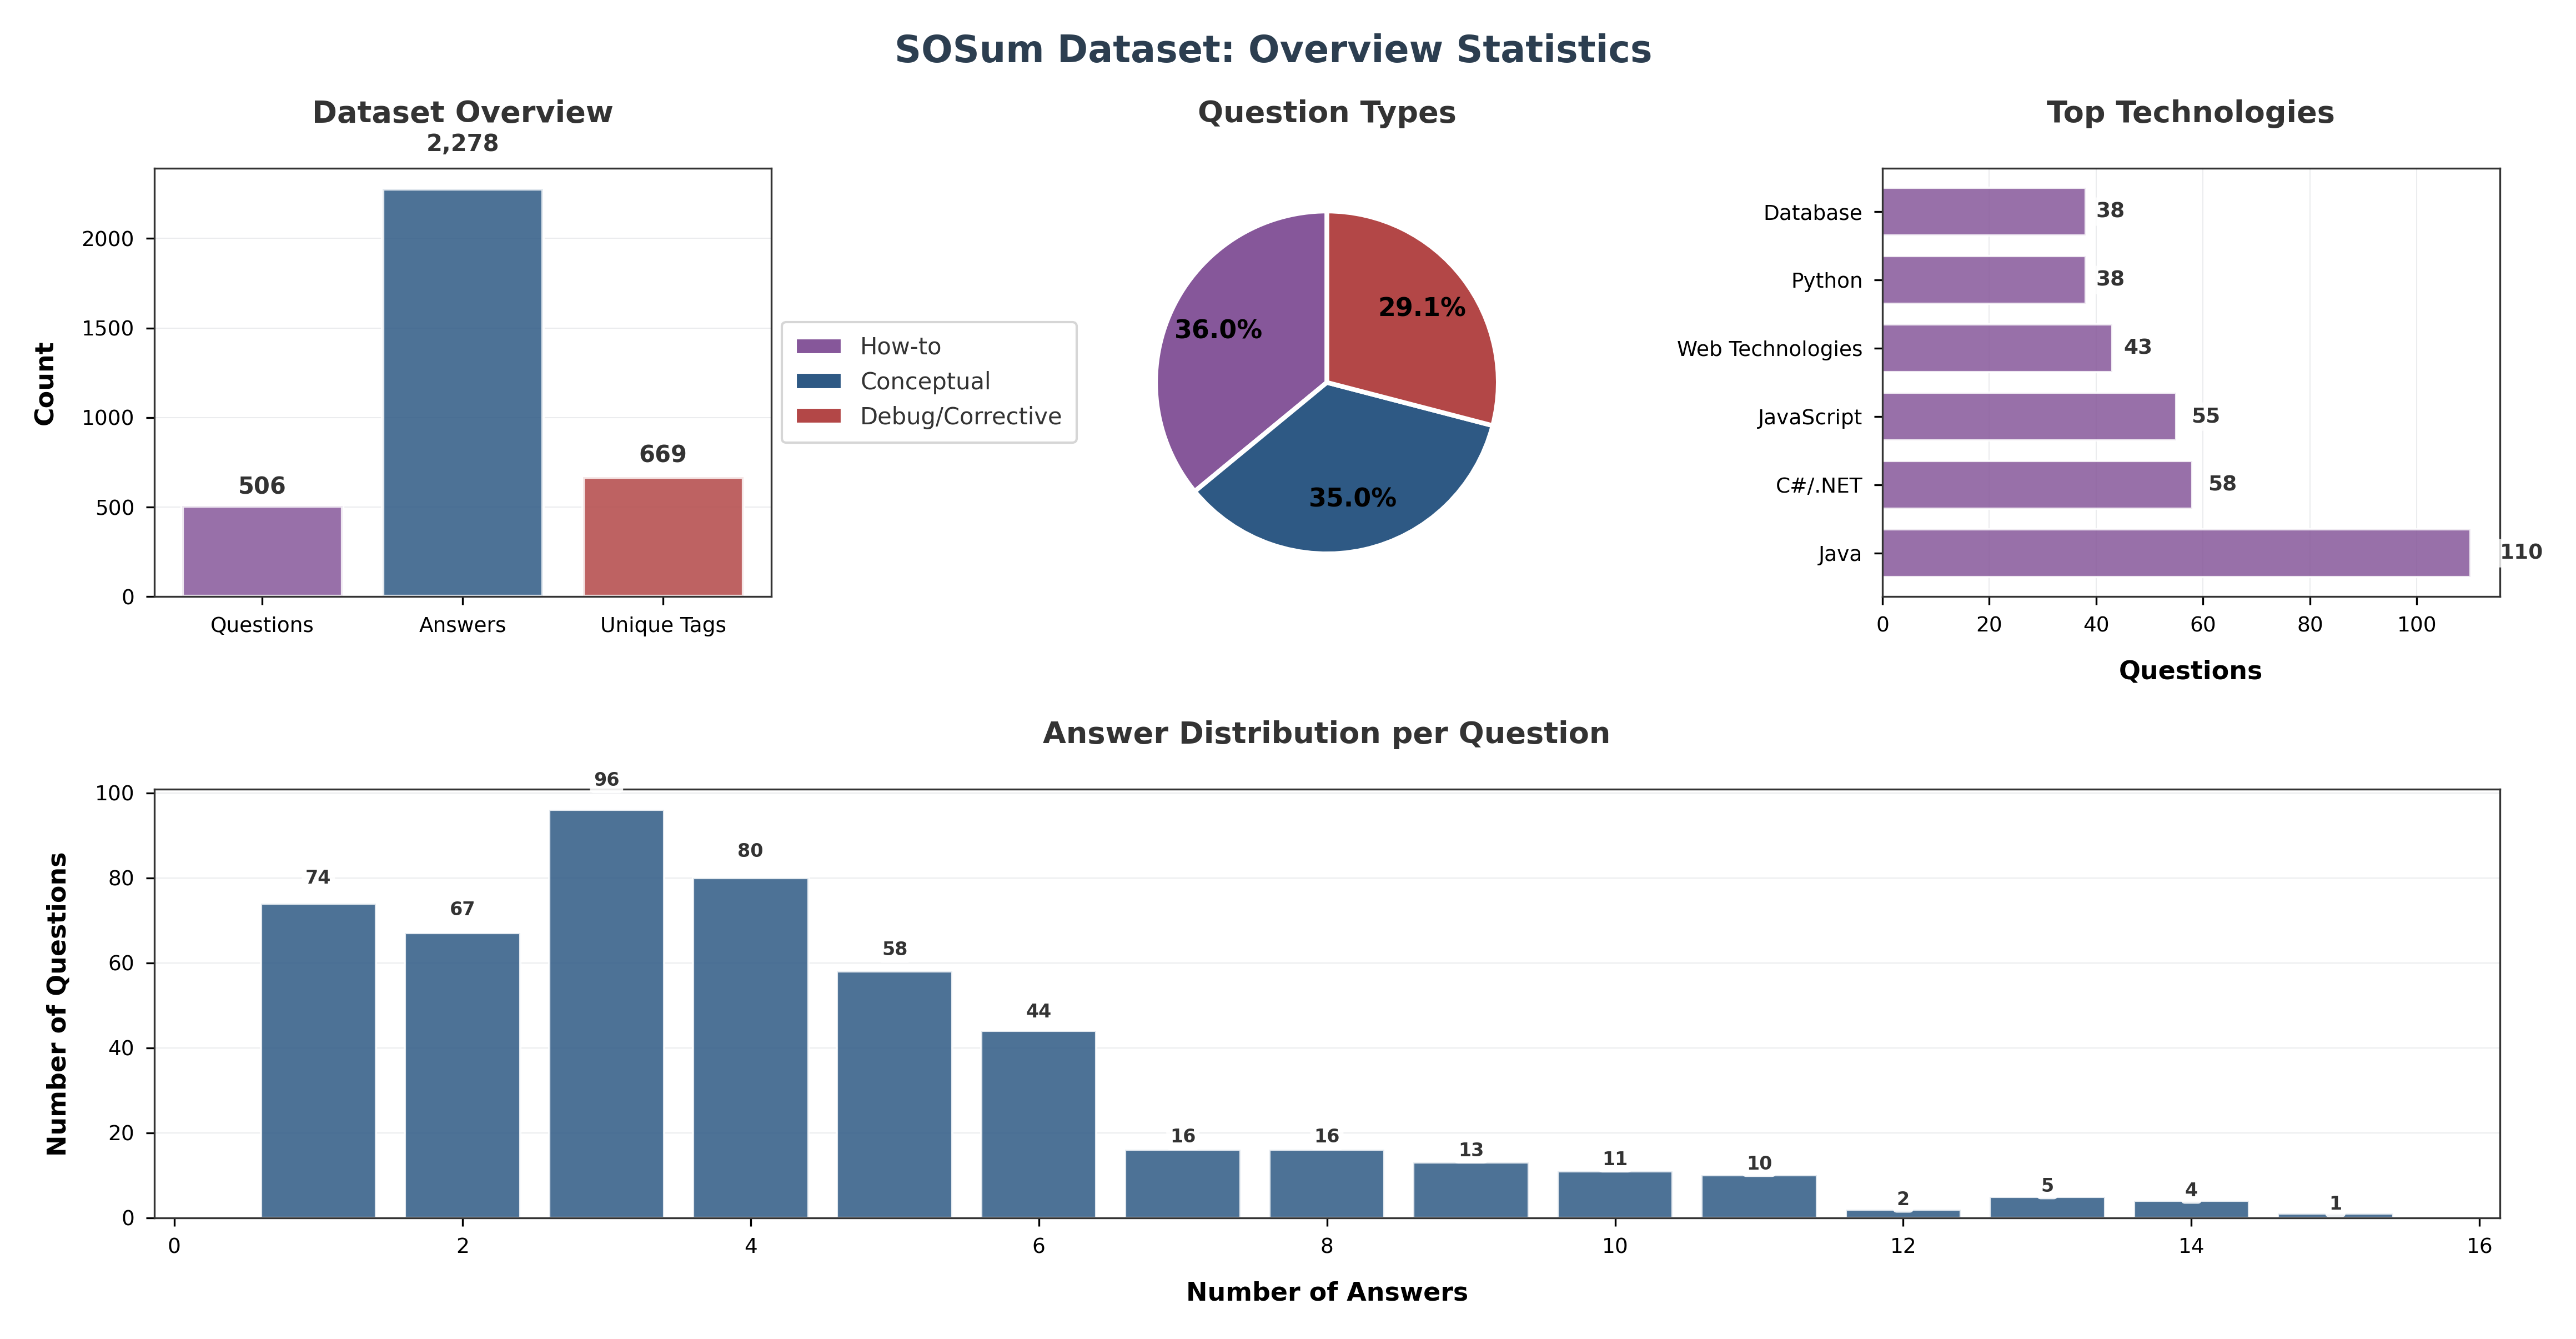 SOSum Dataset: Overview Statistics
Dataset Overview
2,278
2000
1500
1000
500
0
Count
506
669
Questions
Answers
Unique Tags
Question Types
How-to
Conceptual
Debug/Corrective
36.0%
29.1%
35.0%
Top Technologies
Database
38
Python
38
Web Technologies
43
JavaScript
55
C#/.NET
58
Java
110
0
20
40
60
80
100
Questions
Answer Distribution per Question
100
80
60
40
20
0
Number of Questions
74
67
96
80
58
44
16
16
13
11
10
2
5
4
1
0
2
4
6
8
10
12
14
16
Number of Answers